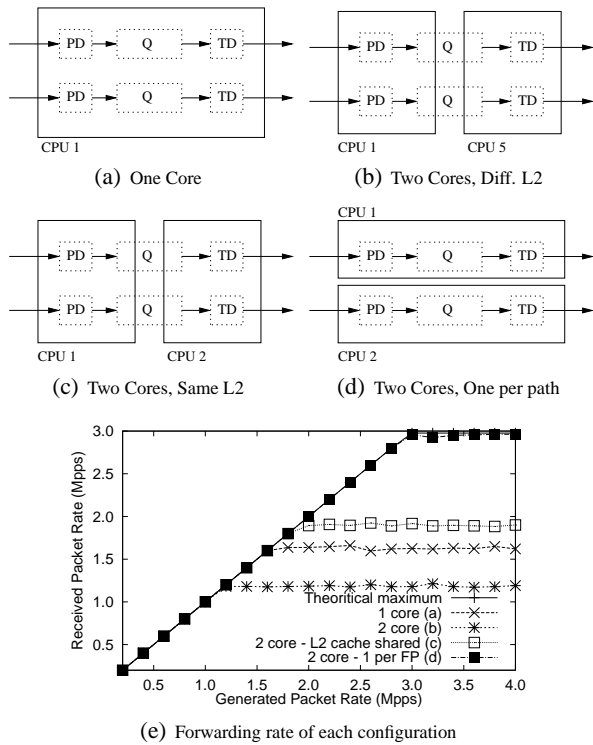 PD Q TD
PD Q TD
CPU 1
(a) One Core
PD Q TD
PD Q TD
CPU 1 CPU 5
(b) Two Cores, Diff. L2
PD Q TD
PD Q TD
CPU 1 CPU 2
(c) Two Cores, Same L2
CPU 1
PD Q TD
PD Q TD
CPU 2
(d) Two Cores, One per path
Received Packet Rate (Mpps)
3.0
2.5
2.0
1.5
1.0
0.5
Theoritical maximum
1 core (a)
2 core (b)
2 core - L2 cache shared (c)
2 core - 1 per FP (d)
0.5 1.0 1.5 2.0 2.5 3.0 3.5 4.0
Generated Packet Rate (Mpps)
(e) Forwarding rate of each configuration